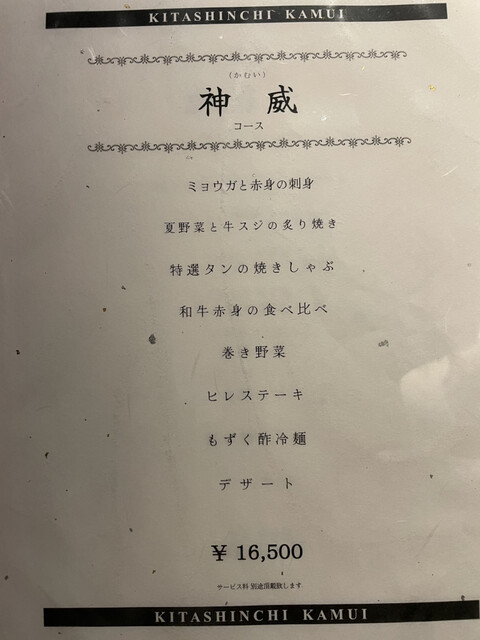 KITASHINCHI KAMUI
(かむい)
神 威
コース
ミョウガと赤身の刺身
夏野菜と牛スジの炙り焼き
特選タンの焼きしゃぶ
和牛赤身の食べ比べ
巻き野菜
ヒレステーキ
もずく酢冷麺
デザート
¥ 16,500
サービス料 別途頂戴致します.
KITASHINCHI KAMUI